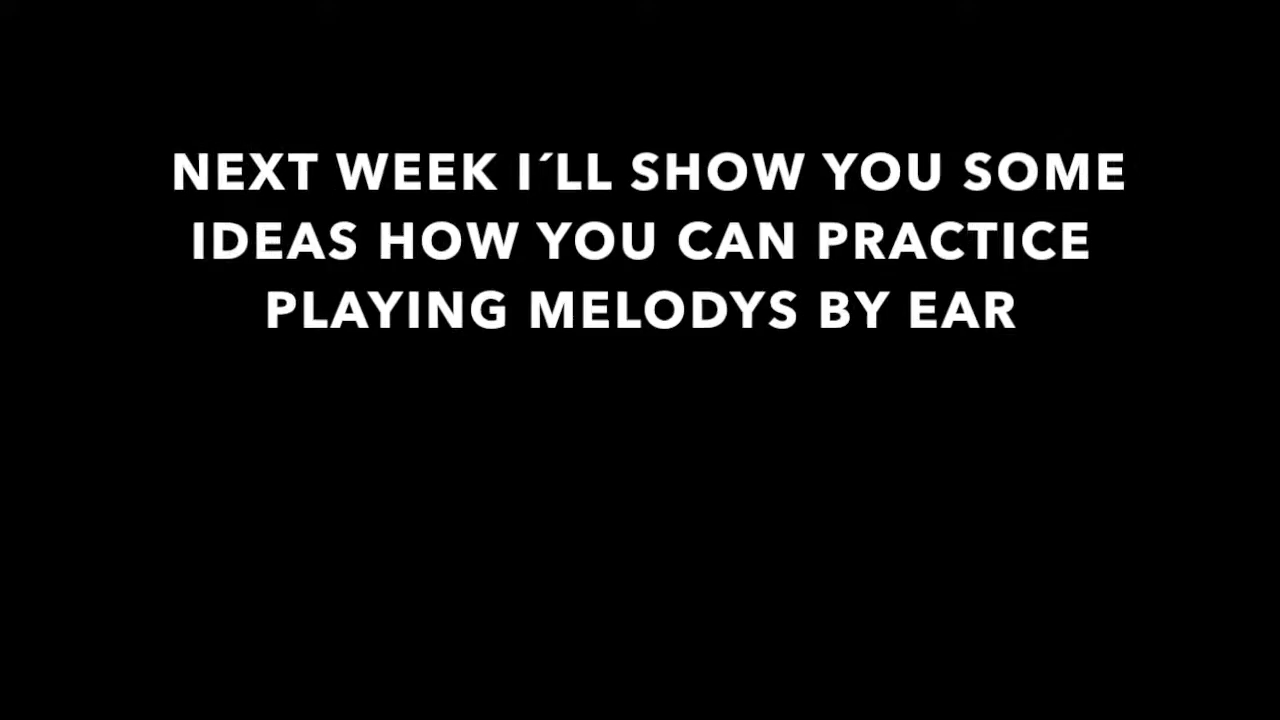 NEXT WEEK I´LL SHOW YOU SOME
IDEAS HOW YOU CAN PRACTICE
PLAYING MELODYS BY EAR